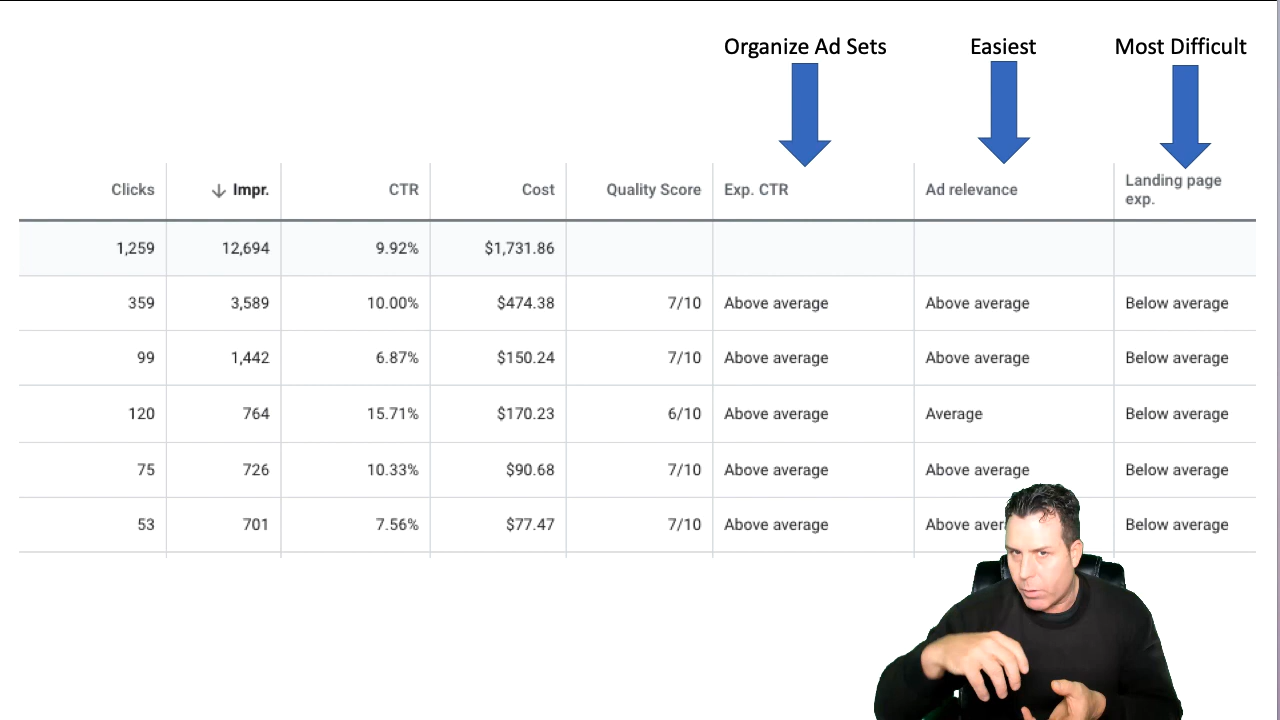 Organize Ad Sets Easiest Most Difficult
Clicks Impr. CTR Cost Quality Score Exp. CTR Ad relevance Landing page exp.
1,259 12,694 9.92% $1,731.86
359 3,589 10.00% $474.38 7/10 Above average Above average Below average
99 1,442 6.87% $150.24 7/10 Above average Above average Below average
120 764 15.71% $170.23 6/10 Above average Average Below average
75 726 10.33% $90.68 7/10 Above average Above average Below average
53 701 7.56% $77.47 7/10 Above average Above Below average